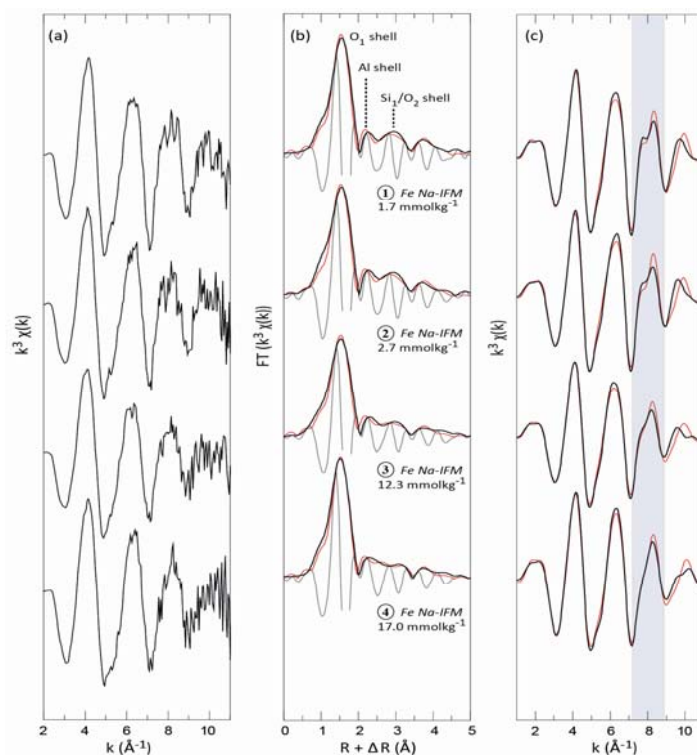 (a)
k³ χ(k)
2 4 6 8 10
k (Å⁻¹)
(b)
O₁ shell
Al shell
Si₁/O₂ shell
① Fe Na-IFM
1.7 mmolkg⁻¹
② Fe Na-IFM
2.7 mmolkg⁻¹
③ Fe Na-IFM
12.3 mmolkg⁻¹
④ Fe Na-IFM
17.0 mmolkg⁻¹
FT (k³ χ(k))
0 1 2 3 4 5
R + ΔR (Å)
(c)
k³ χ(k)
2 4 6 8 10
k (Å⁻¹)